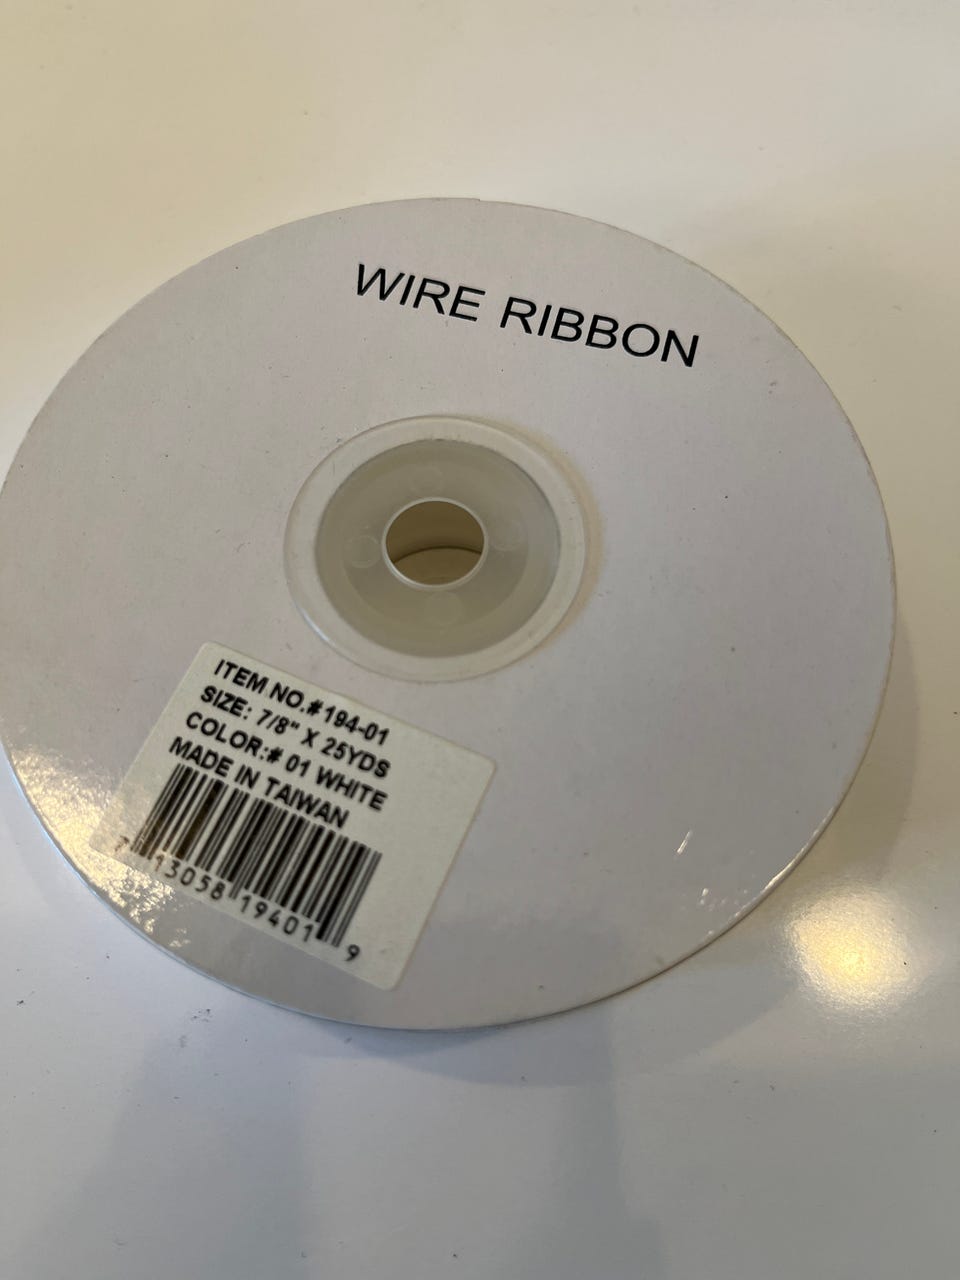 WIRE RIBBON
ITEM NO.#194-01
SIZE: 7/8" X 25YDS
COLOR:# 01 WHITE
MADE IN TAIWAN
7 13058 19401 9